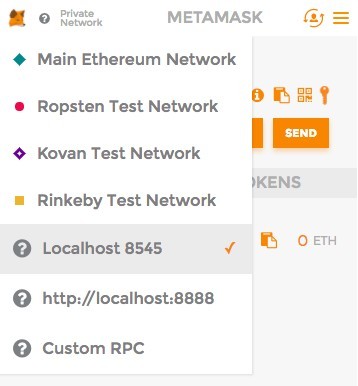 Private
Network
METAMASK
Main Ethereum Network
Ropsten Test Network
Kovan Test Network
Rinkeby Test Network
Localhost 8545
http://localhost:8888
Custom RPC
SEND
OKENS
0 ETH